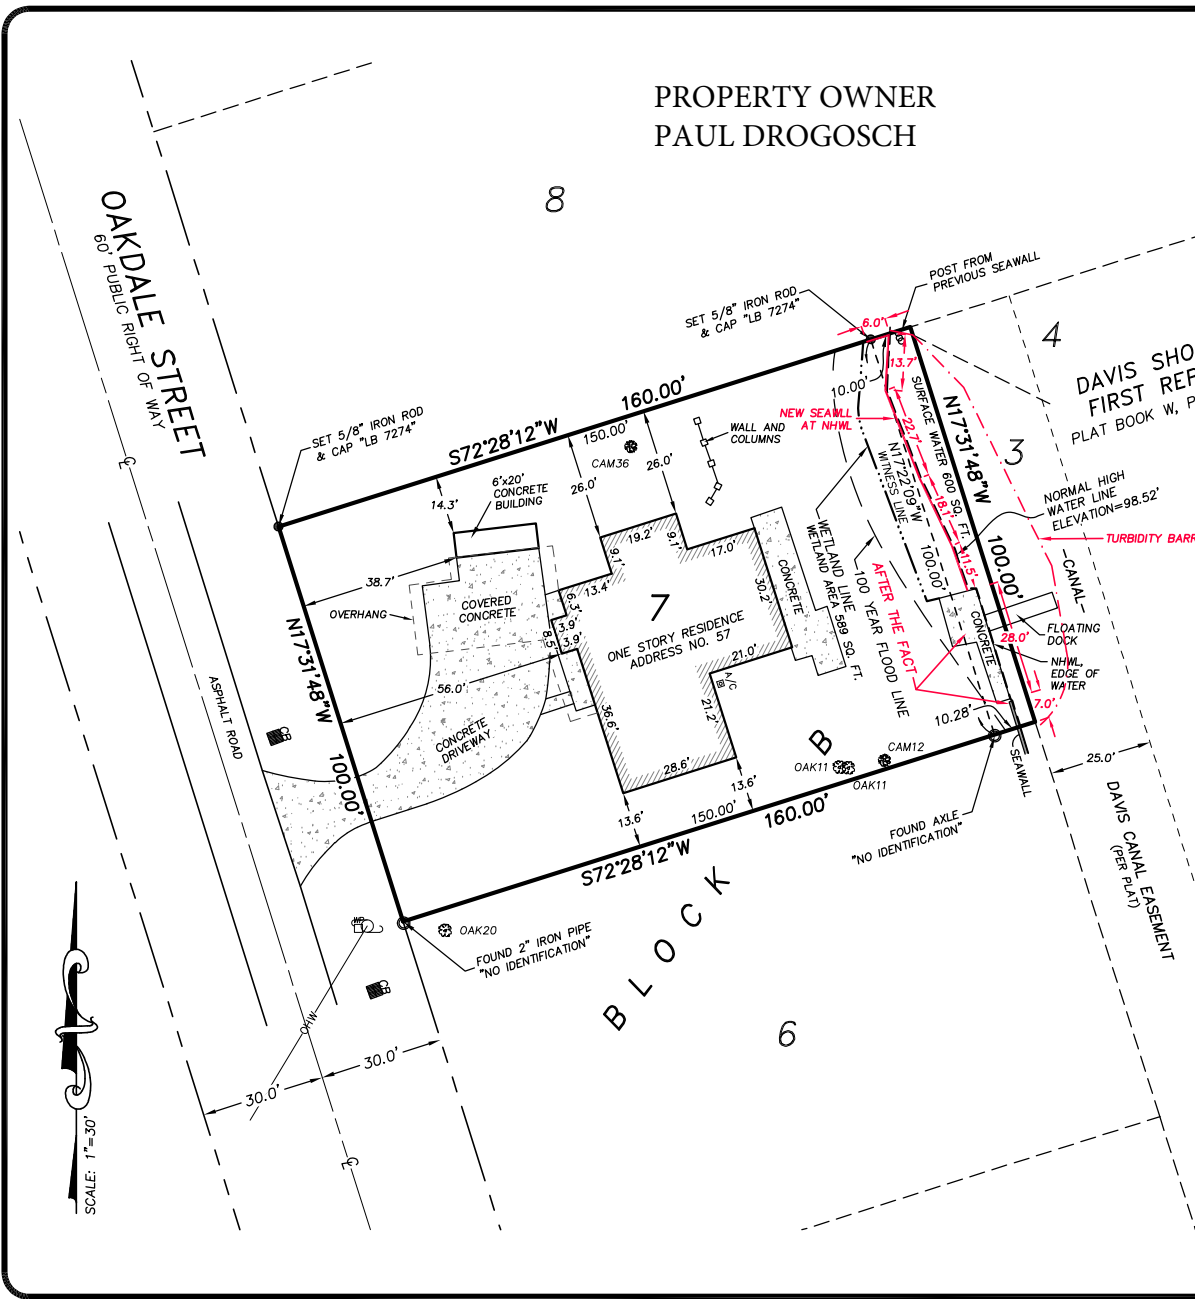 PROPERTY OWNER
PAUL DROGOSCH
8
OAKDALE STREET
60' PUBLIC RIGHT OF WAY
POST FROM
PREVIOUS SEAWALL
SET 5/8" IRON ROD
& CAP "LB 7274"
6.0'
4
13.7'
DAVIS SHO
FIRST REF
PLAT BOOK W, P
10.00'
160.00'
S72°28'12"W
150.00'
SET 5/8" IRON ROD
& CAP "LB 7274"
NEW SEAWLL
AT NHWL
WALL AND
COLUMNS
CAM36
22.7'
SURFACE WATER 600 SQ. FT.
N17°31'48"W
100.00'
3
N17°22'09"W
WITNESS LINE
100.00'
18.1'
11.5'
NORMAL HIGH
WATER LINE
ELEVATION=98.52'
TURBIDITY BARR
26.0'
26.0'
14.3'
6'x20'
CONCRETE
BUILDING
19.2'
9.1'
9.1'
17.0'
30.2'
CONCRETE
WETLAND LINE
WETLAND AREA 589 SQ. FT.
100 YEAR FLOOD LINE
AFTER THE FACT
CANAL
38.7'
COVERED
CONCRETE
OVERHANG
13.4'
6.3'
3.9'
3.9'
8.5'
7
ONE STORY RESIDENCE
ADDRESS NO. 57
21.0'
A/C
21.2'
CONCRETE
28.0'
FLOATING
DOCK
NHWL,
EDGE OF
WATER
7.0'
N17°31'48"W
100.00'
56.0'
36.6'
CONCRETE
DRIVEWAY
ASPHALT ROAD
CB
28.6'
13.6'
13.6'
B
10.28'
CAM12
OAK11
OAK11
SEAWALL
25.0'
150.00'
160.00'
S72°28'12"W
FOUND AXLE
"NO IDENTIFICATION"
DAVIS CANAL EASEMENT
(PER PLAT)
OAK20
FOUND 2" IRON PIPE
"NO IDENTIFICATION"
BLOCK
CB
OHW
6
30.0'
30.0'
SCALE: 1"=30'